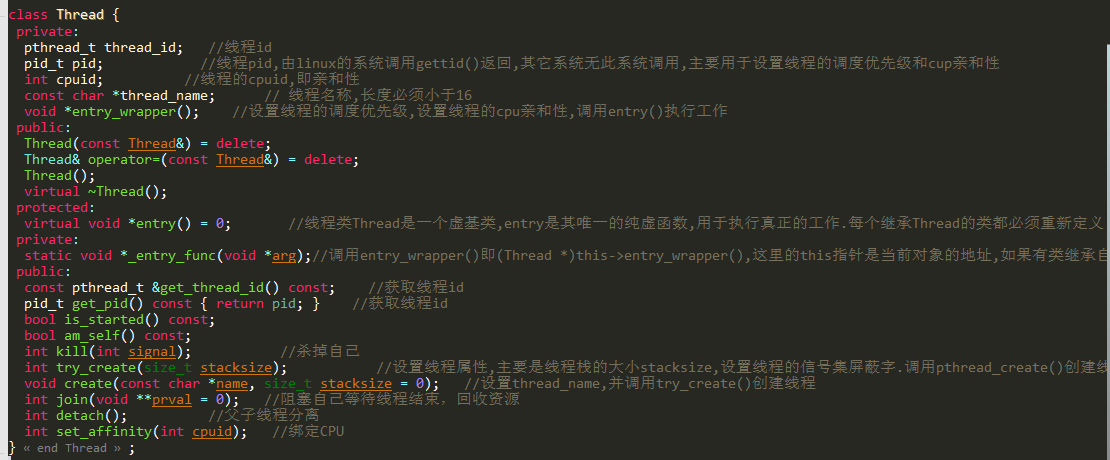 class Thread {
private:
pthread_t thread_id; //线程id
pid_t pid; //线程pid,由linux的系统调用gettid()返回,其它系统无此系统调用,主要用于设置线程的调度优先级和cup亲和性
int cpuid; //线程的cpuid,即亲和性
const char *thread_name; // 线程名称,长度必须小于16
void *entry_wrapper(); //设置线程的调度优先级,设置线程的cpu亲和性,调用entry()执行工作
public:
Thread(const Thread&) = delete;
Thread& operator=(const Thread&) = delete;
Thread();
virtual ~Thread();
protected:
virtual void *entry() = 0; //线程类Thread是一个虚基类,entry是其唯一的纯虚函数,用于执行真正的工作.每个继承Thread的类都必须重新定义
private:
static void *_entry_func(void *arg);//调用entry_wrapper()即(Thread *)this->entry_wrapper(),这里的this指针是当前对象的地址,如果有类继承自
public:
const pthread_t &get_thread_id() const; //获取线程id
pid_t get_pid() const { return pid; } //获取线程id
bool is_started() const;
bool am_self() const;
int kill(int signal); //杀掉自己
int try_create(size_t stacksize); //设置线程属性,主要是线程栈的大小stacksize,设置线程的信号集屏蔽字.调用pthread_create()创建线
void create(const char *name, size_t stacksize = 0); //设置thread_name,并调用try_create()创建线程
int join(void **prval = 0); //阻塞自己等待线程结束，回收资源
int detach(); //父子线程分离
int set_affinity(int cpuid); //绑定CPU
} « end Thread » ;